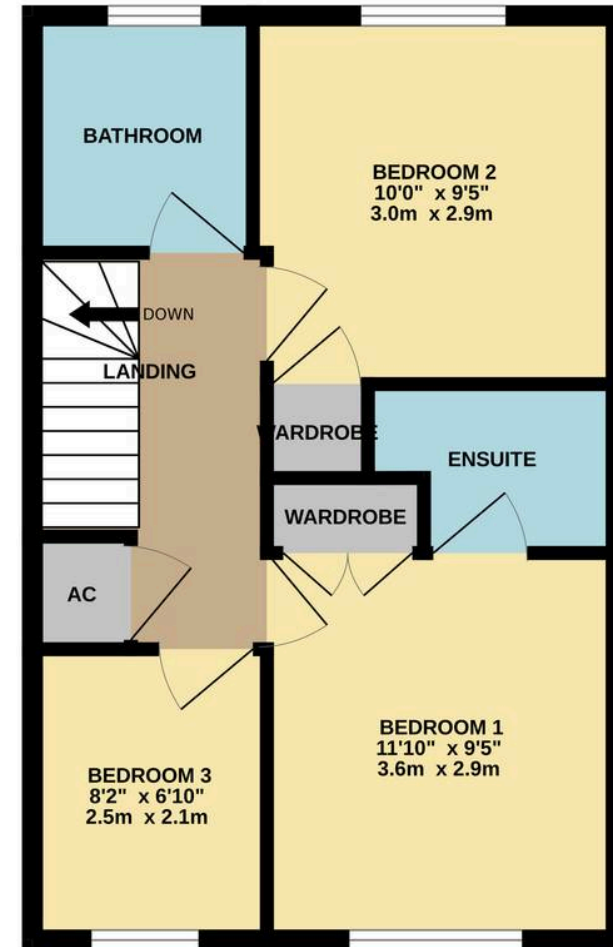 BATHROOM
BEDROOM 2
10'0" x 9'5"
3.0m x 2.9m
DOWN
LANDING
WARDROBE
ENSUITE
WARDROBE
AC
BEDROOM 1
11'10" x 9'5"
3.6m x 2.9m
BEDROOM 3
8'2" x 6'10"
2.5m x 2.1m